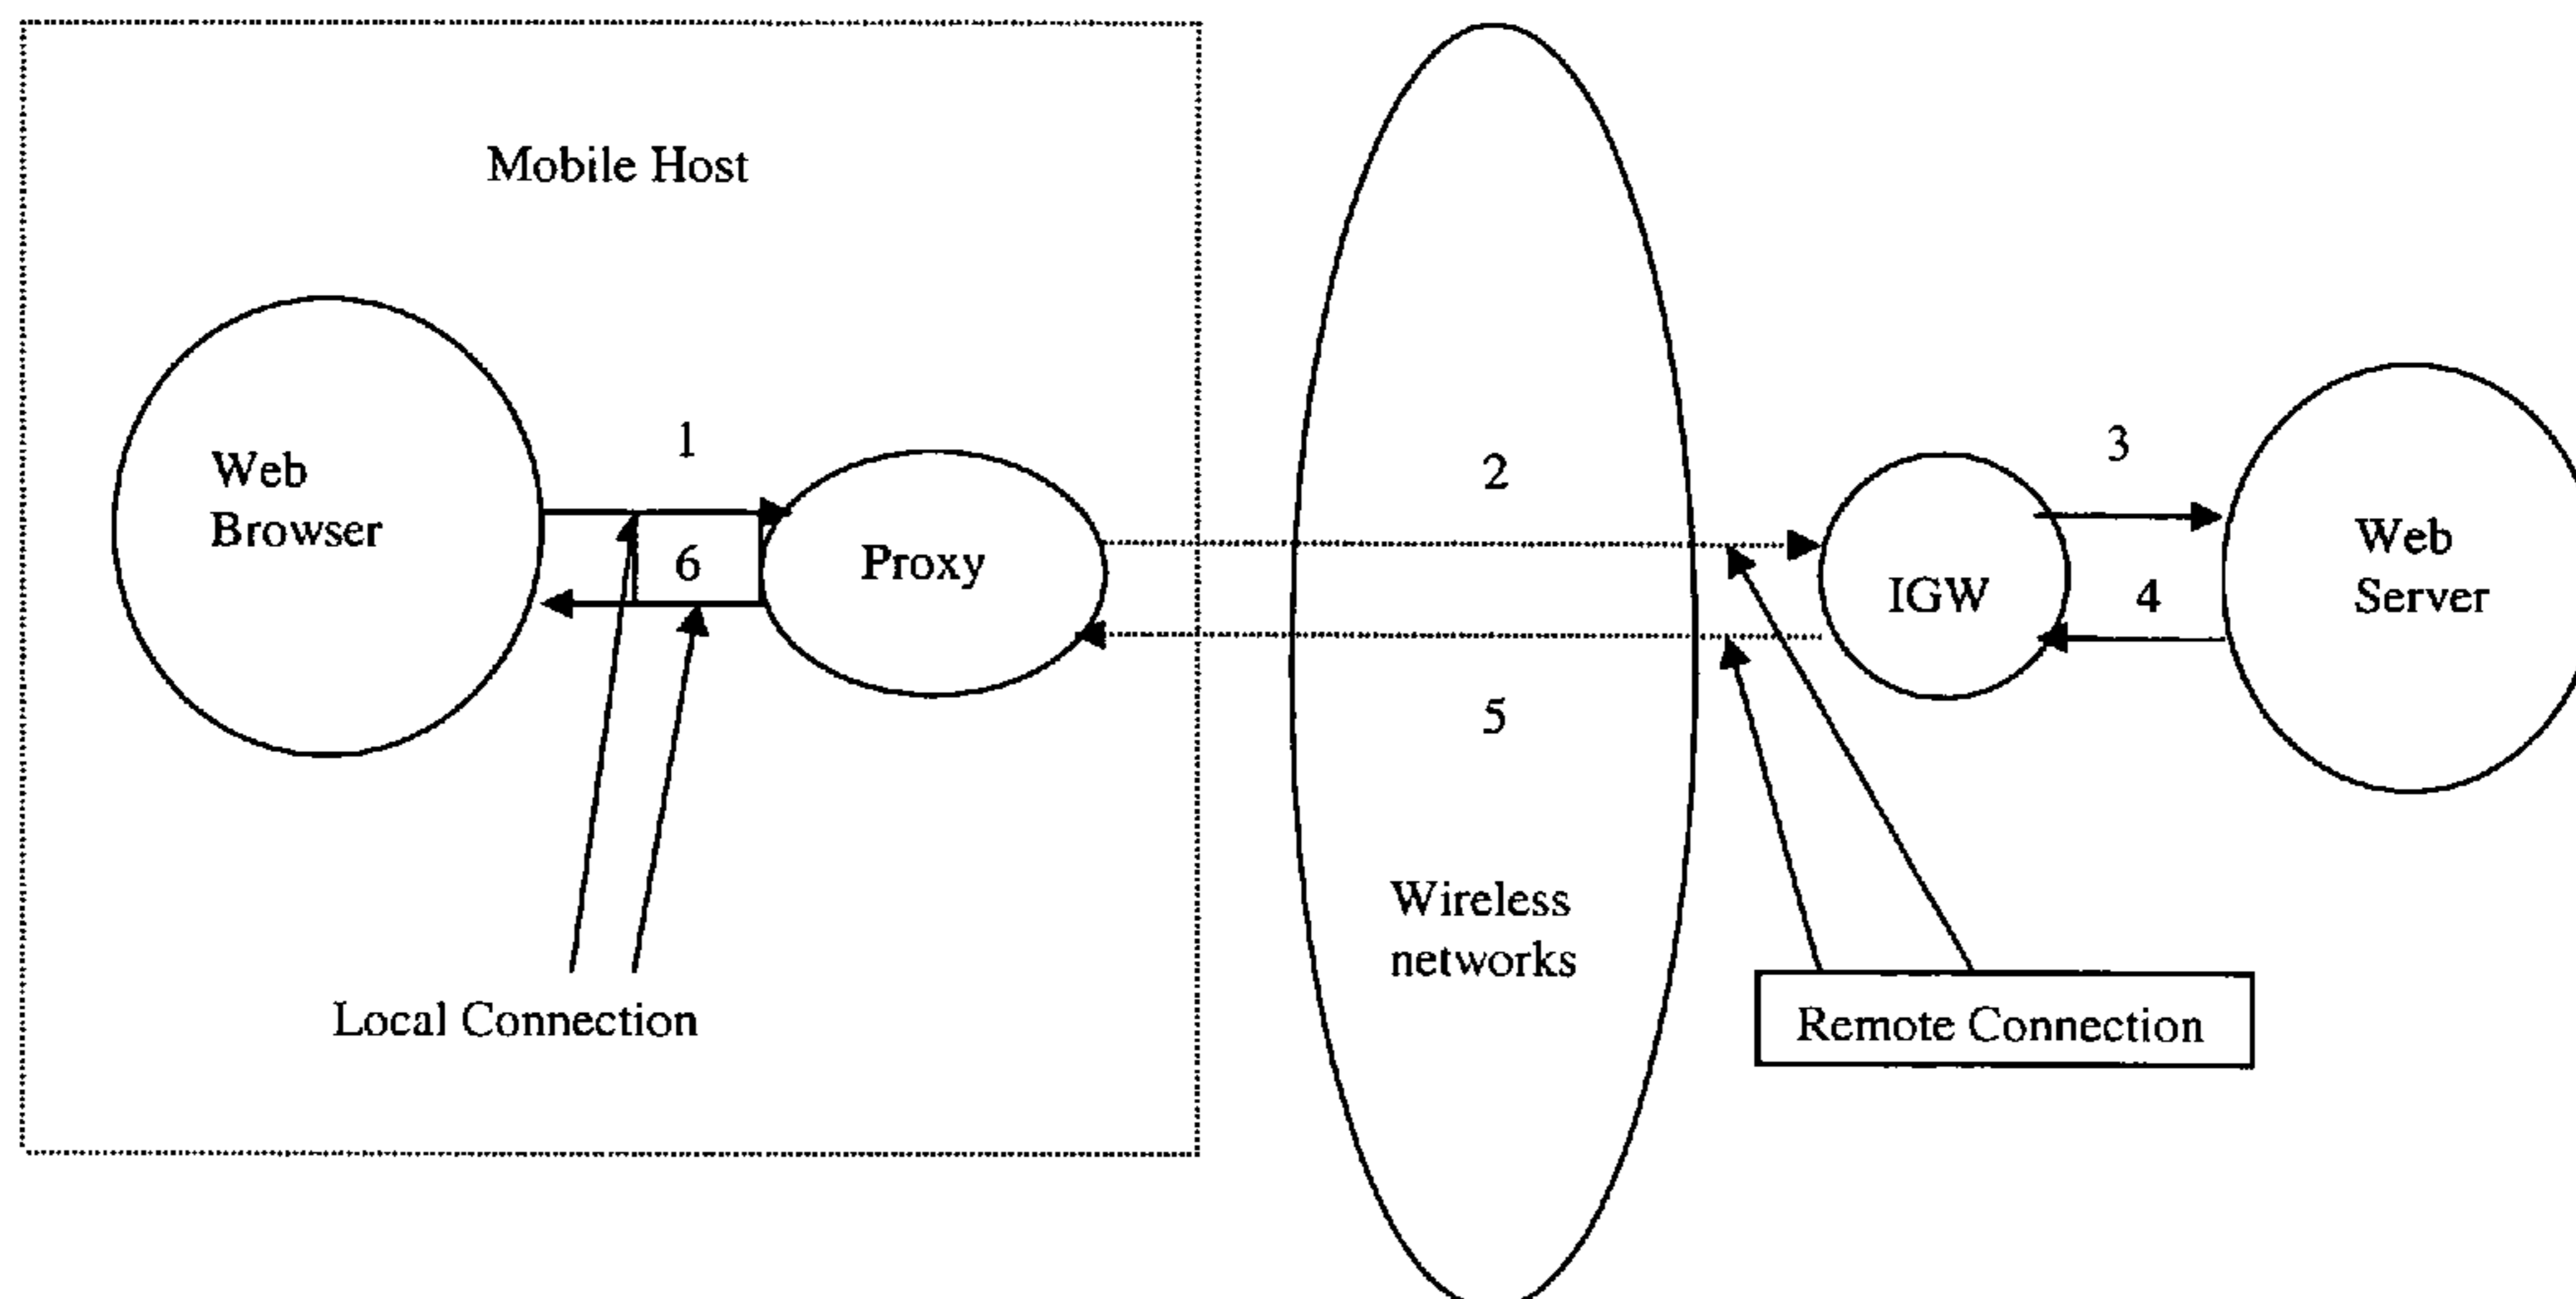 Mobile Host
Web
Browser
1
6
Proxy
2
5
Wireless
networks
IGW
3
4
Web
Server
Local Connection
Remote Connection